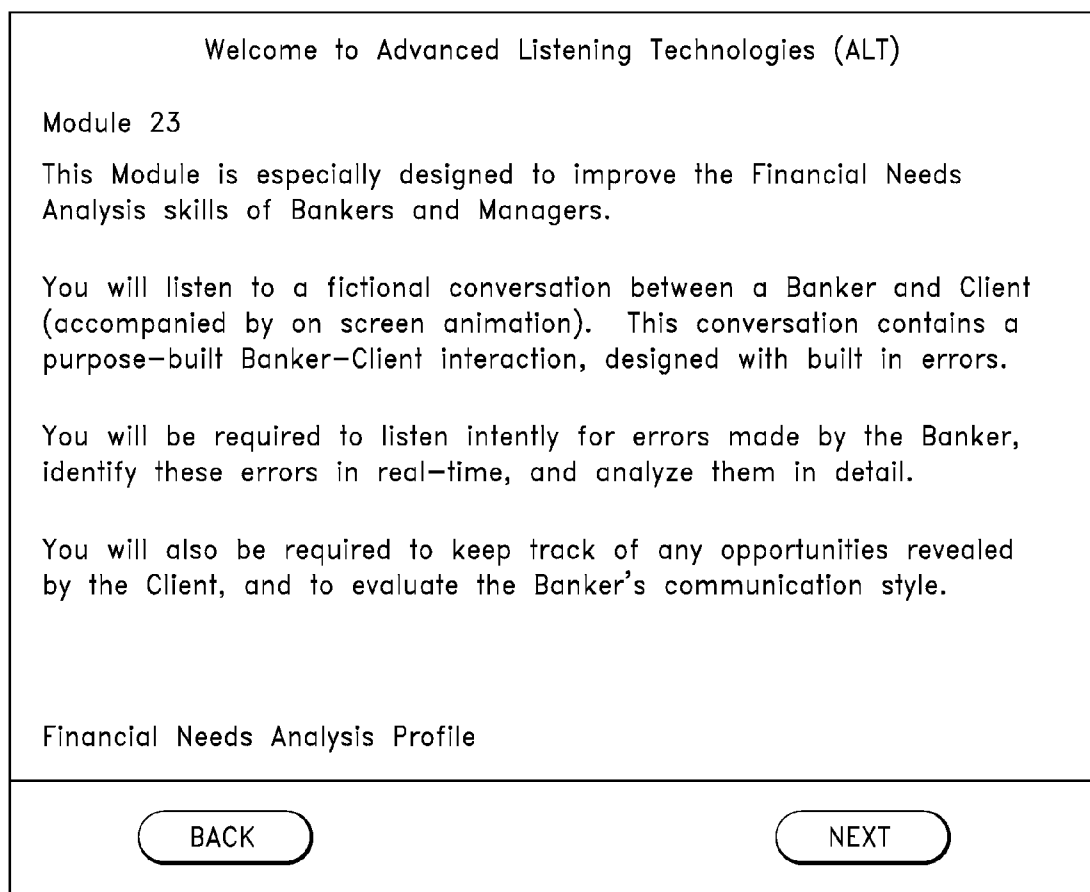 Welcome to Advanced Listening Technologies (ALT)
Module 23
This Module is especially designed to improve the Financial Needs
Analysis skills of Bankers and Managers.
You will listen to a fictional conversation between a Banker and Client
(accompanied by on screen animation).  This conversation contains a
purpose-built Banker-Client interaction, designed with built in errors.
You will be required to listen intently for errors made by the Banker,
identify these errors in real-time, and analyze them in detail.
You will also be required to keep track of any opportunities revealed
by the Client, and to evaluate the Banker's communication style.
Financial Needs Analysis Profile
BACK
NEXT